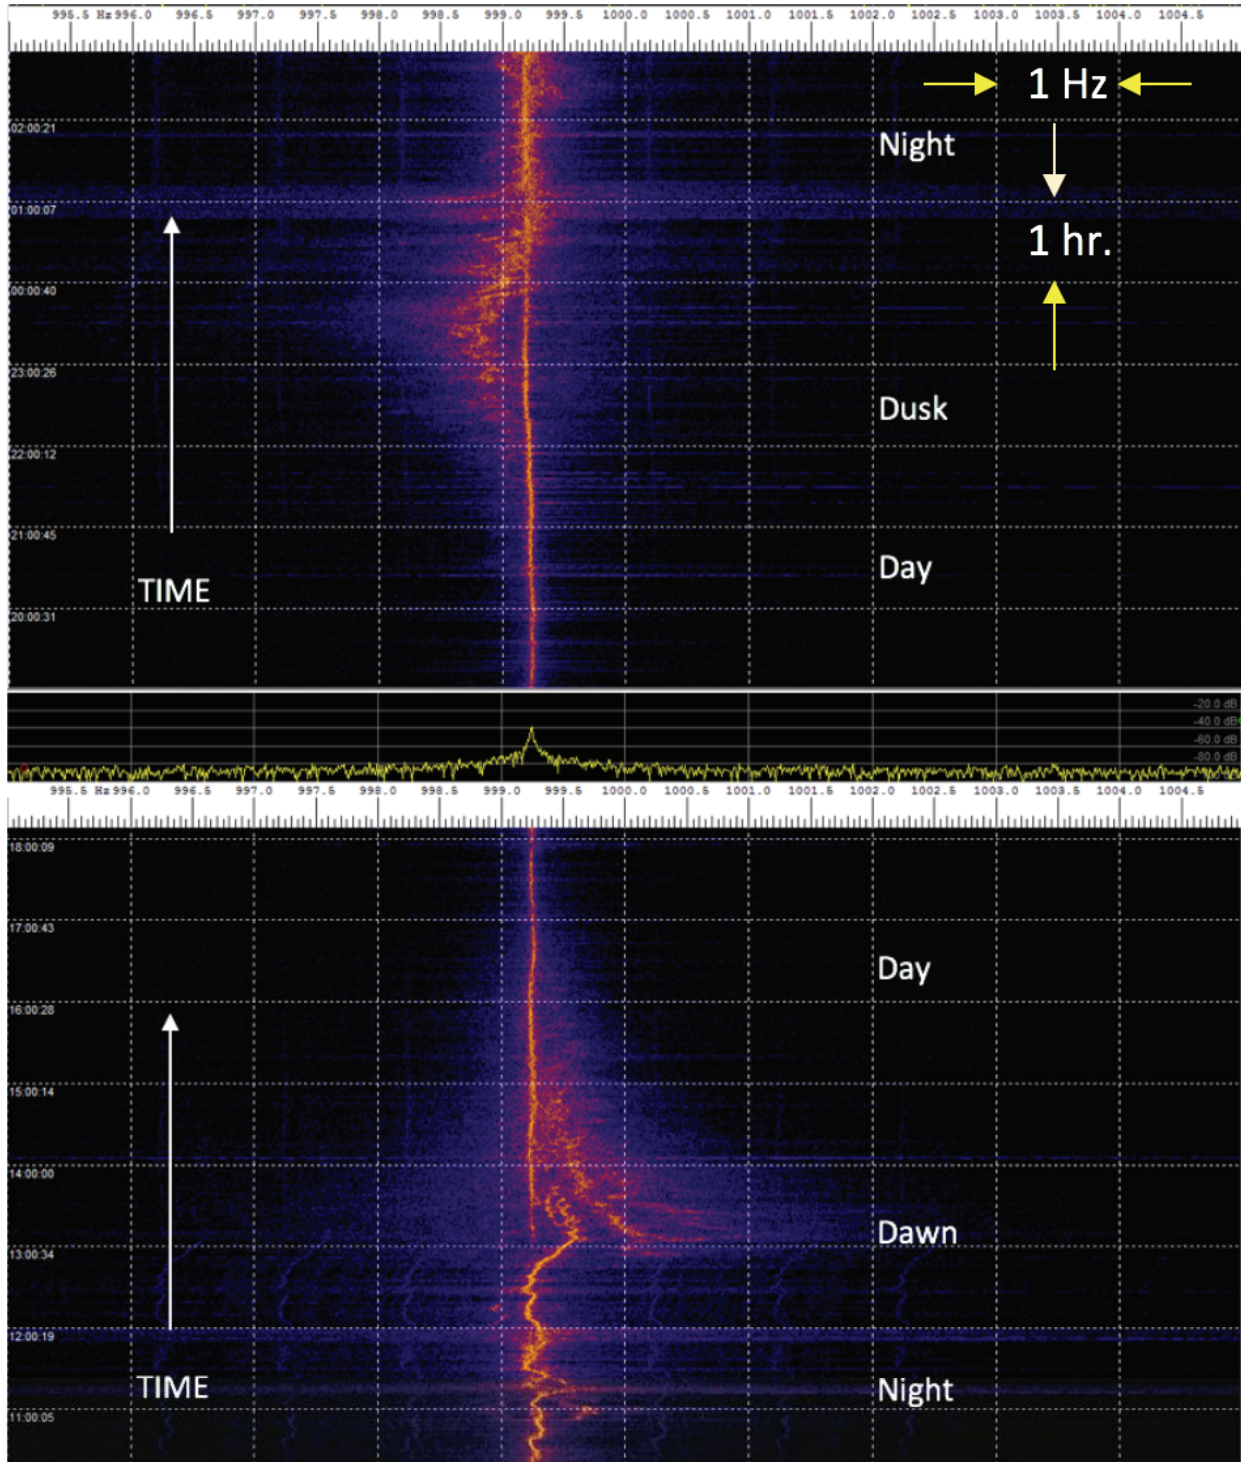 995.5 Hz 996.0 996.5 997.0 997.5 998.0 998.5 999.0 999.5 1000.0 1000.5 1001.0 1001.5 1002.0 1002.5 1003.0 1003.5 1004.0 1004.5
1 Hz
02:00:21
Night
01:00:07
1 hr.
00:00:40
23:00:26
Dusk
22:00:12
21:00:45
Day
TIME
20:00:31
-20.0 dB
-40.0 dB
-60.0 dB
-80.0 dB
995.5 Hz 996.0 996.5 997.0 997.5 998.0 998.5 999.0 999.5 1000.0 1000.5 1001.0 1001.5 1002.0 1002.5 1003.0 1003.5 1004.0 1004.5
18:00:09
17:00:43
Day
16:00:28
15:00:14
14:00:00
Dawn
13:00:34
12:00:19
TIME
Night
11:00:05